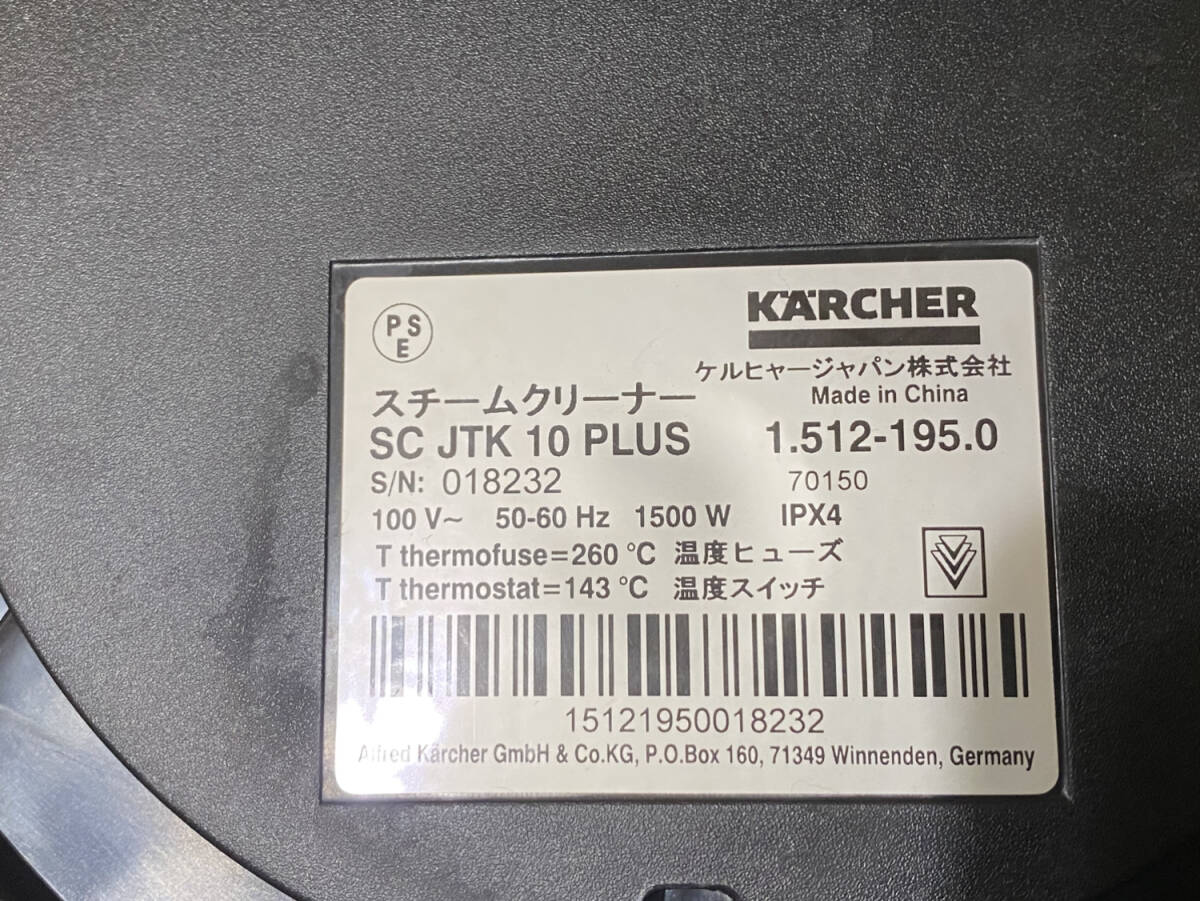 PSE
KÄRCHER
ケルヒャージャパン株式会社
スチームクリーナー
Made in China
SC JTK 10 PLUS 1.512-195.0
S/N: 018232 70150
100 V~ 50-60 Hz 1500 W IPX4
T thermofuse=260 °C 温度ヒューズ
T thermostat=143 °C 温度スイッチ
15121950018232
Alfred Kärcher GmbH & Co.KG, P.O.Box 160, 71349 Winnenden, Germany